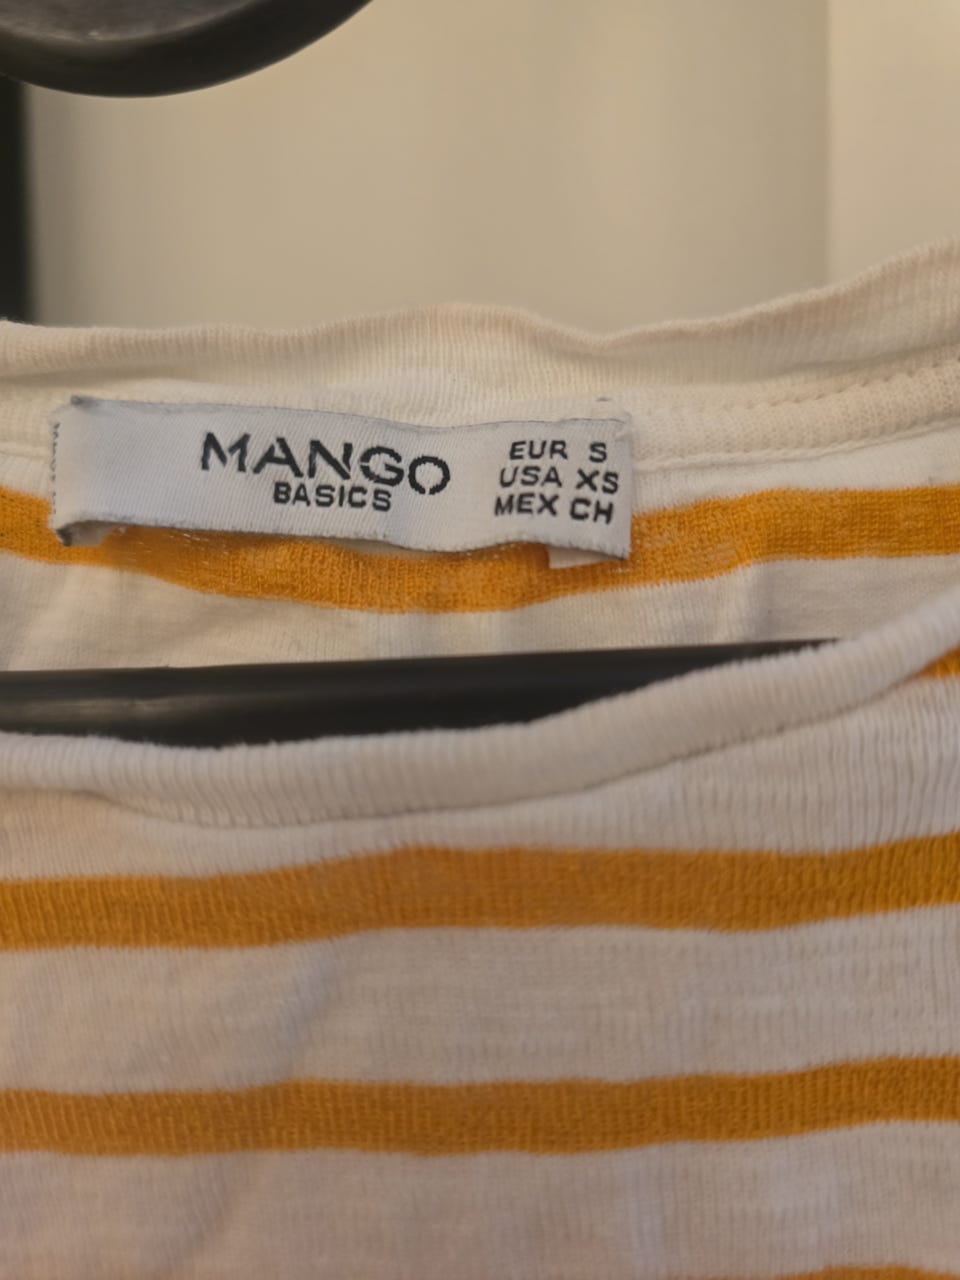 MANGO
BASICS
EUR S
USA XS
MEX CH